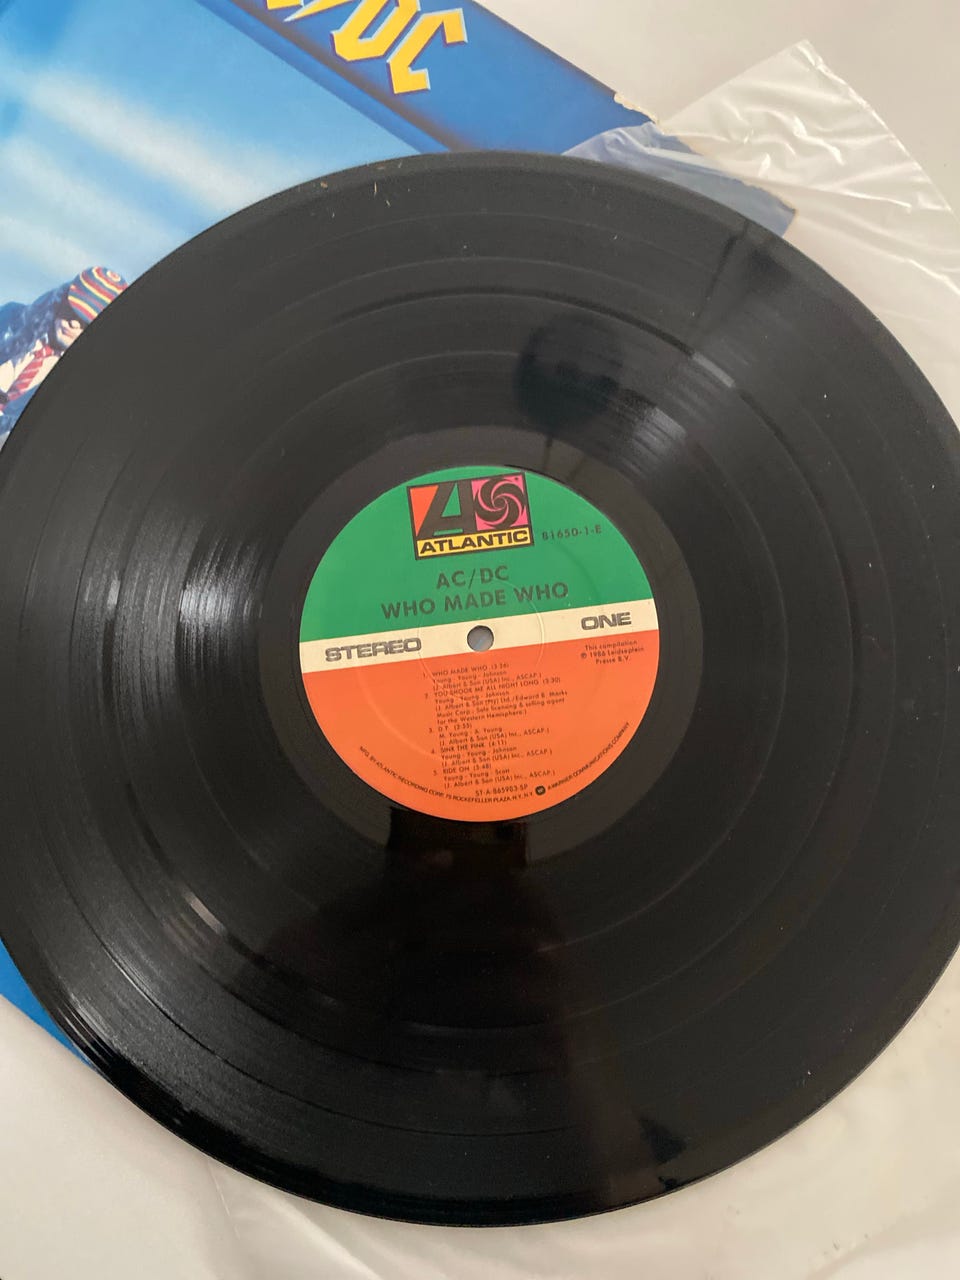 AC/DC
ATLANTIC
81650-1-E
AC/DC
WHO MADE WHO
STEREO
ONE
This compilation
℗ 1986 Leidseplein
Presse B.V.
1. WHO MADE WHO (3:26)
Young - Young - Johnson
(J. Albert & Son (USA) Inc., ASCAP.)
2. YOU SHOOK ME ALL NIGHT LONG (3:30)
Young - Young - Johnson
(J. Albert & Son (Pty) Ltd./Edward B. Marks
Music Corp.- Sole licensing & selling agent
for the Western Hemisphere.)
3. D.T. (2:55)
M. Young - A. Young
(J. Albert & Son (USA) Inc., ASCAP.)
4. SINK THE PINK (4:11)
Young - Young - Johnson
(J. Albert & Son (USA) Inc., ASCAP.)
5. RIDE ON (5:48)
Young - Young - Scott
(J. Albert & Son (USA) Inc., ASCAP.)
ST-A-865983-SP
MFG. BY ATLANTIC RECORDING CORP., 75 ROCKEFELLER PLAZA, N.Y., N.Y. A WARNER COMMUNICATIONS COMPANY